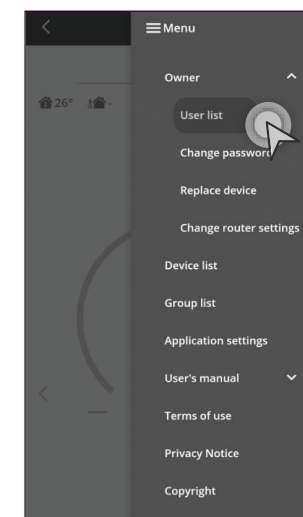 Menu
Owner
26° -
User list
Change password
Replace device
Change router settings
Device list
Group list
Application settings
User's manual
Terms of use
Privacy Notice
Copyright